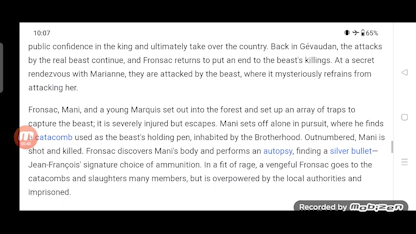 10:07
65%
public confidence in the king and ultimately take over the country. Back in Gévaudan, the attacks
by the real beast continue, and Fronsac returns to put an end to the beast's killings. At a secret
rendezvous with Marianne, they are attacked by the beast, where it mysteriously refrains from
attacking her.
Fronsac, Mani, and a young Marquis set out into the forest and set up an array of traps to
capture the beast; it is severely injured but escapes. Mani sets off alone in pursuit, where he finds
catacomb used as the beast's holding pen, inhabited by the Brotherhood. Outnumbered, Mani is
shot and killed. Fronsac discovers Mani's body and performs an autopsy, finding a silver bullet—
Jean-François' signature choice of ammunition. In a fit of rage, a vengeful Fronsac goes to the
catacombs and slaughters many members, but is overpowered by the local authorities and
imprisoned.
Recorded by Mobizen